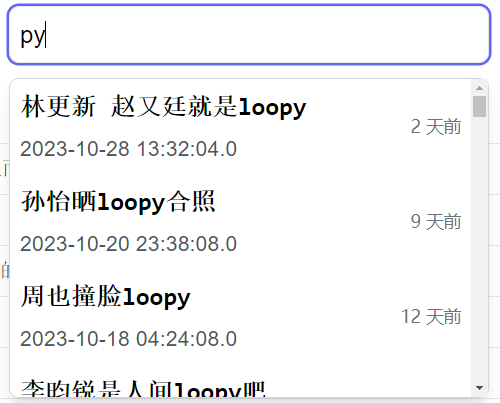 py
林更新 赵又廷就是loopy
2 天前
2023-10-28 13:32:04.0
孙怡晒loopy合照
9 天前
2023-10-20 23:38:08.0
周也撞脸loopy
12 天前
2023-10-18 04:24:08.0
李昀锐是人间loopy吧